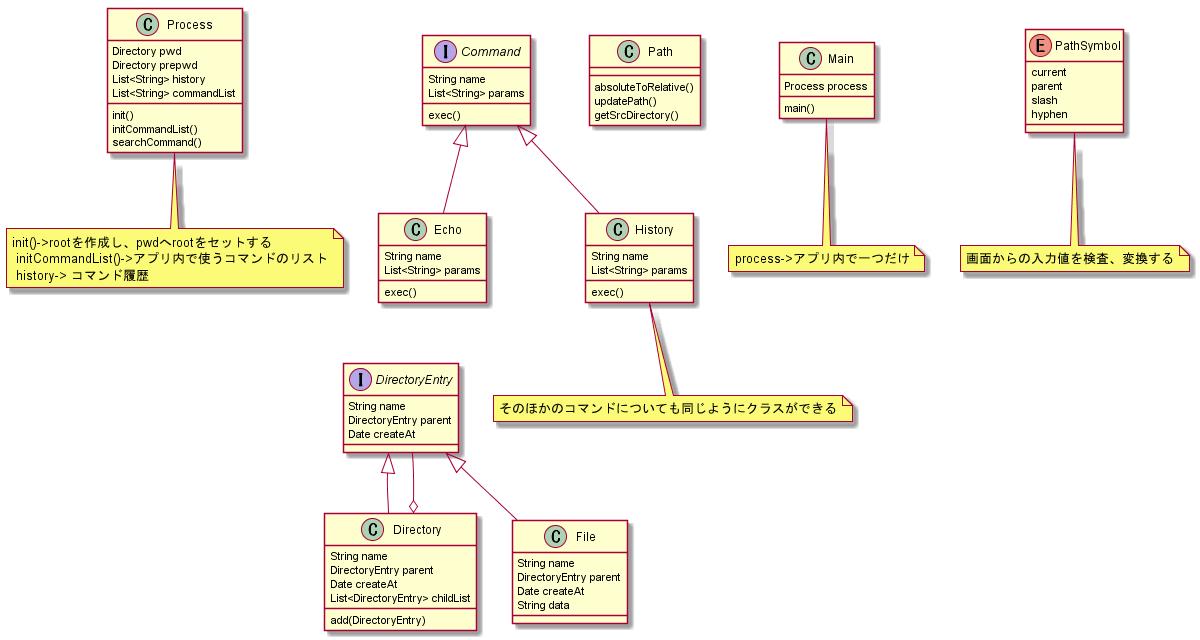 C Process
Directory pwd
Directory prepwd
List<String> history
List<String> commandList
init()
initCommandList()
searchCommand()
init()->rootを作成し、pwdへrootをセットする
initCommandList()->アプリ内で使うコマンドのリスト
history-> コマンド履歴
I Command
String name
List<String> params
exec()
C Path
absoluteToRelative()
updatePath()
getSrcDirectory()
C Main
Process process
main()
process->アプリ内で一つだけ
E PathSymbol
current
parent
slash
hyphen
画面からの入力値を検査、変換する
C Echo
String name
List<String> params
exec()
C History
String name
List<String> params
exec()
そのほかのコマンドについても同じようにクラスができる
I DirectoryEntry
String name
DirectoryEntry parent
Date createAt
C Directory
String name
DirectoryEntry parent
Date createAt
List<DirectoryEntry> childList
add(DirectoryEntry)
C File
String name
DirectoryEntry parent
Date createAt
String data